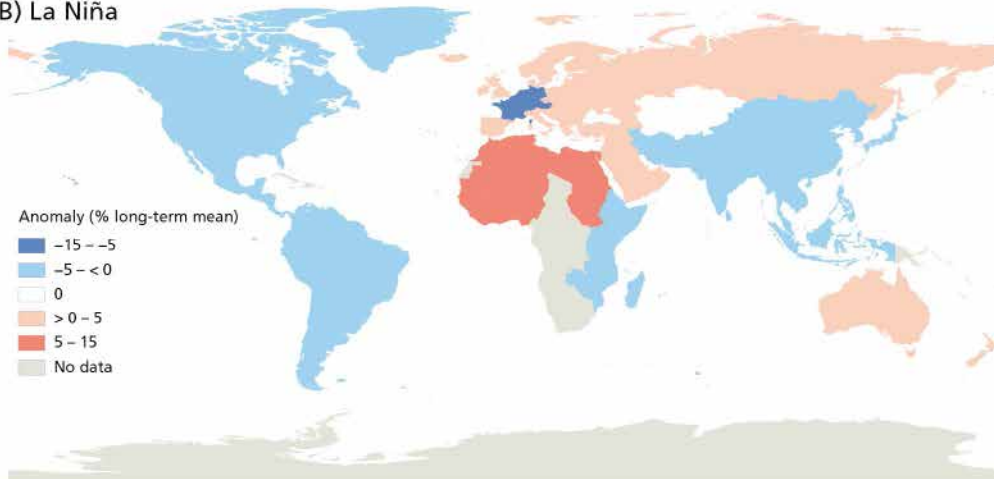 B) La Niña
Anomaly (% long-term mean)
−15 – −5
−5 – < 0
0
> 0 – 5
5 – 15
No data